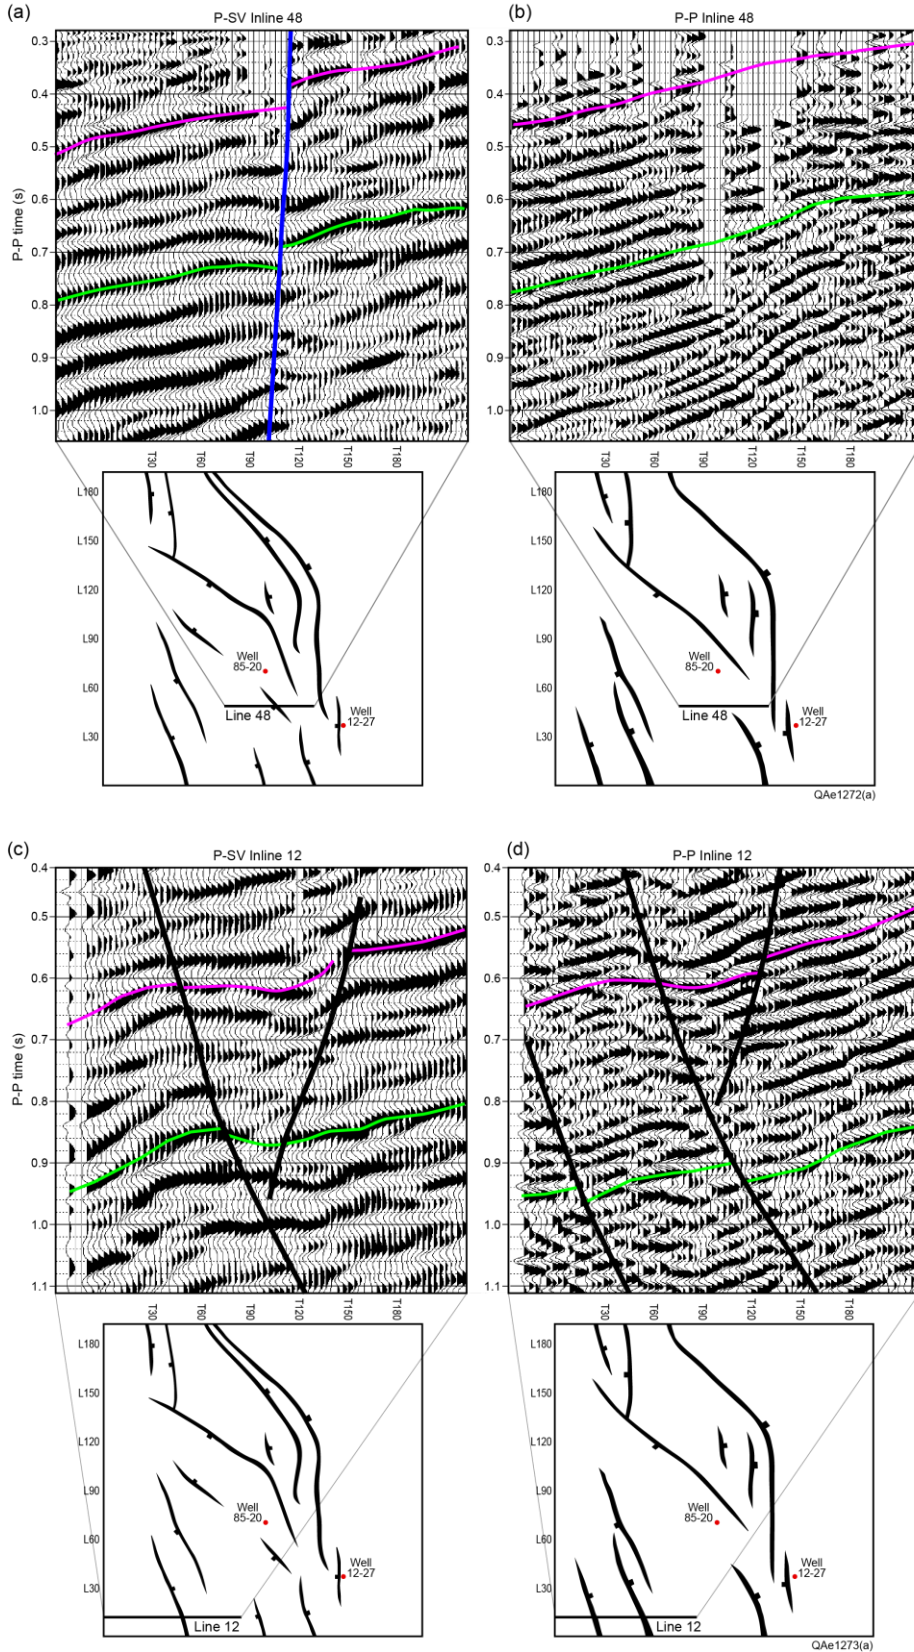 (a)
P-SV Inline 48
(b)
P-P Inline 48
0.3
0.4
0.5
0.6
0.7
0.8
0.9
1.0
P-P time (s)
0.3
0.4
0.5
0.6
0.7
0.8
0.9
1.0
T30
T60
T90
T120
T150
T180
T30
T60
T90
T120
T150
T180
L180
L150
L120
L90
L60
L30
Well
85-20
Line 48
Well
12-27
L180
L150
L120
L90
L60
L30
Well
85-20
Line 48
Well
12-27
QAe1272(a)
(c)
P-SV Inline 12
(d)
P-P Inline 12
0.4
0.5
0.6
0.7
0.8
0.9
1.0
1.1
P-P time (s)
0.4
0.5
0.6
0.7
0.8
0.9
1.0
1.1
T30
T60
T90
T120
T150
T180
T30
T60
T90
T120
T150
T180
L180
L150
L120
L90
L60
L30
Well
85-20
Well
12-27
Line 12
L180
L150
L120
L90
L60
L30
Well
85-20
Well
12-27
Line 12
QAe1273(a)